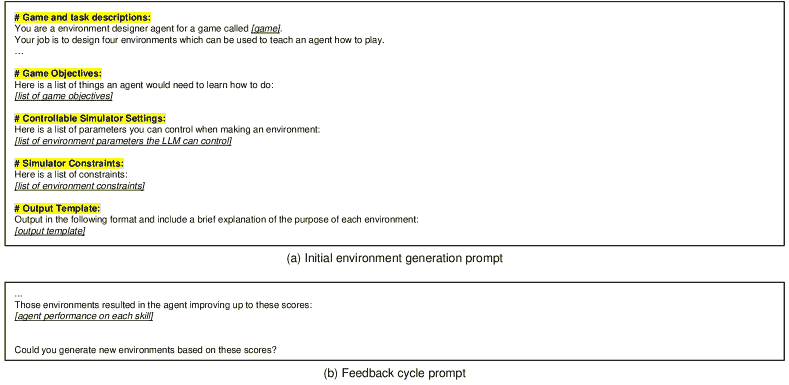 # Game and task descriptions:
You are a environment designer agent for a game called [game].
Your job is to design four environments which can be used to teach an agent how to play.
...
# Game Objectives:
Here is a list of things an agent would need to learn how to do:
[list of game objectives]
# Controllable Simulator Settings:
Here is a list of parameters you can control when making an environment:
[list of environment parameters the LLM can control]
# Simulator Constraints:
Here is a list of constraints:
[list of environment constraints]
# Output Template:
Output in the following format and include a brief explanation of the purpose of each environment:
[output template]
(a) Initial environment generation prompt
...
Those environments resulted in the agent improving up to these scores:
[agent performance on each skill]
Could you generate new environments based on these scores?
(b) Feedback cycle prompt